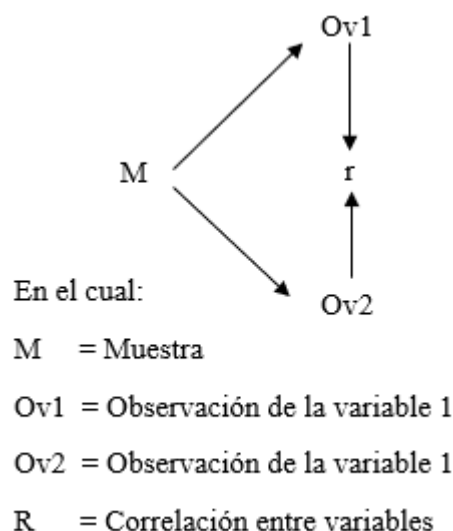 Ov1
M r
Ov2
En el cual:
M = Muestra
Ov1 = Observación de la variable 1
Ov2 = Observación de la variable 1
R = Correlación entre variables